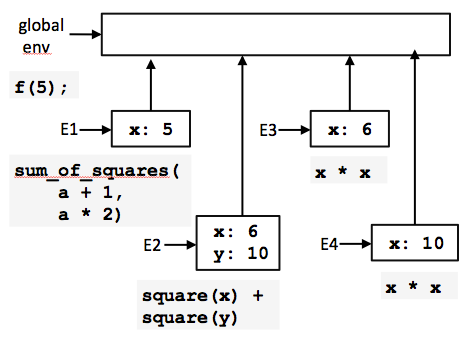 global
env
f(5);
E1
x: 5
E3
x: 6
sum_of_squares(
a + 1,
a * 2)
x * x
E2
x: 6
y: 10
E4
x: 10
square(x) +
square(y)
x * x